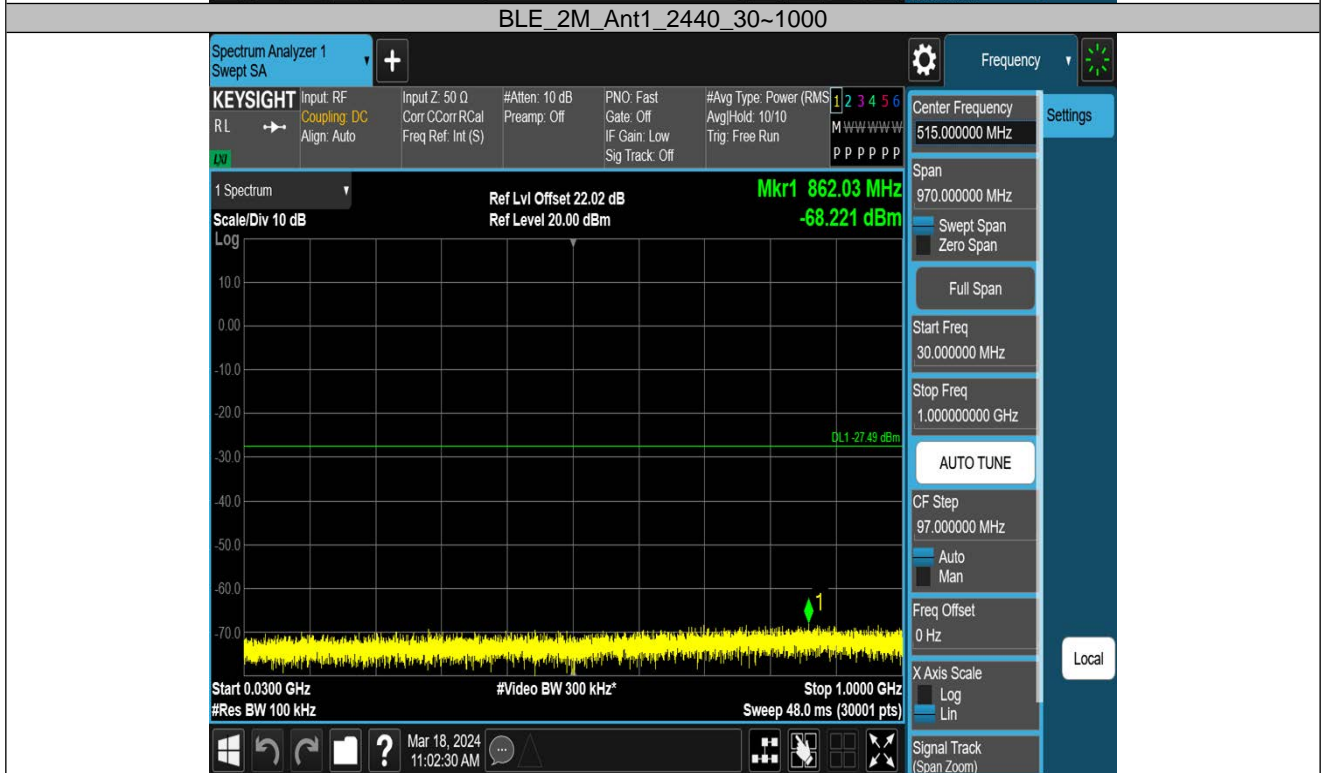 BLE_2M_Ant1_2440_30~1000
Spectrum Analyzer 1
Swept SA
+
Frequency
KEYSIGHT
RL
LXI
Input: RF
Coupling: DC
Align: Auto
Input Z: 50 Ω
Corr CCorr RCal
Freq Ref: Int (S)
#Atten: 10 dB
Preamp: Off
PNO: Fast
Gate: Off
IF Gain: Low
Sig Track: Off
#Avg Type: Power (RMS
Avg|Hold: 10/10
Trig: Free Run
1 2 3 4 5 6
M W W W W W
P P P P P P
Center Frequency
515.000000 MHz
Settings
1 Spectrum
Scale/Div 10 dB
Log
Ref Lvl Offset 22.02 dB
Ref Level 20.00 dBm
Mkr1 862.03 MHz
-68.221 dBm
10.0
0.00
-10.0
-20.0
-30.0
-40.0
-50.0
-60.0
-70.0
DL1 -27.49 dBm
1
Start 0.0300 GHz
#Res BW 100 kHz
#Video BW 300 kHz*
Stop 1.0000 GHz
Sweep 48.0 ms (30001 pts)
Span
970.000000 MHz
Swept Span
Zero Span
Full Span
Start Freq
30.000000 MHz
Stop Freq
1.000000000 GHz
AUTO TUNE
CF Step
97.000000 MHz
Auto
Man
Freq Offset
0 Hz
X Axis Scale
Log
Lin
Signal Track
(Span Zoom)
Local
?
Mar 18, 2024
11:02:30 AM